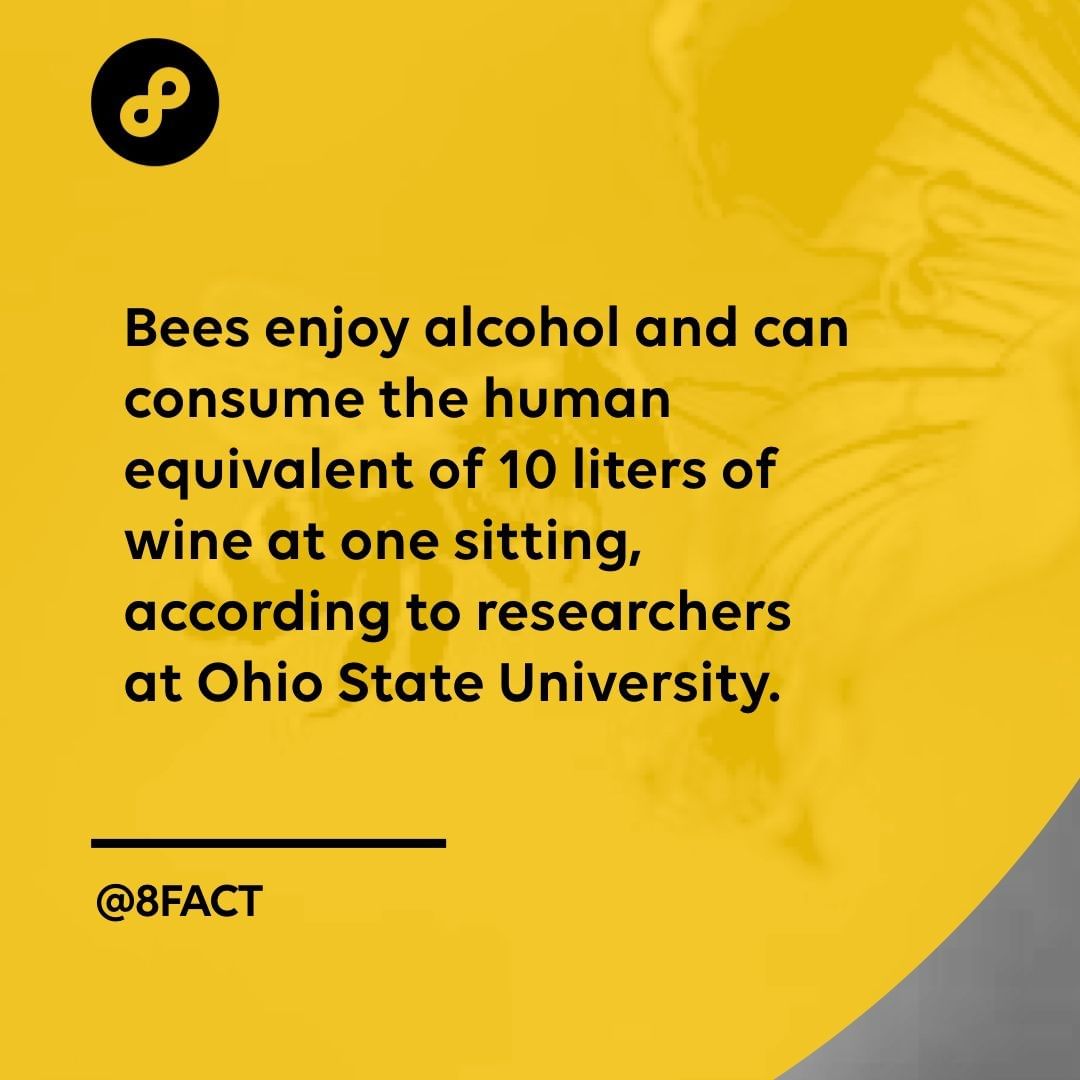 Bees enjoy alcohol and can
consume the human
equivalent of 10 liters of
wine at one sitting,
according to researchers
at Ohio State University.
@8FACT